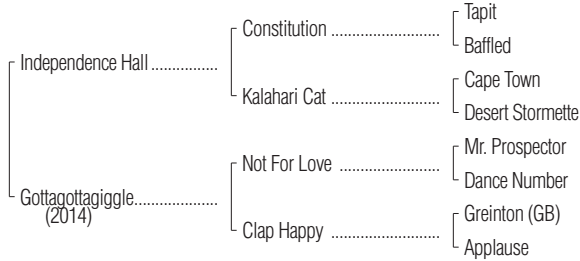 Tapit
Constitution ........................
Baffled
Independence Hall ................
Cape Town
Kalahari Cat ........................
Desert Stormette
Mr. Prospector
Not For Love ........................
Dance Number
Gottagottagiggle....................
(2014)
Greinton (GB)
Clap Happy ........................
Applause